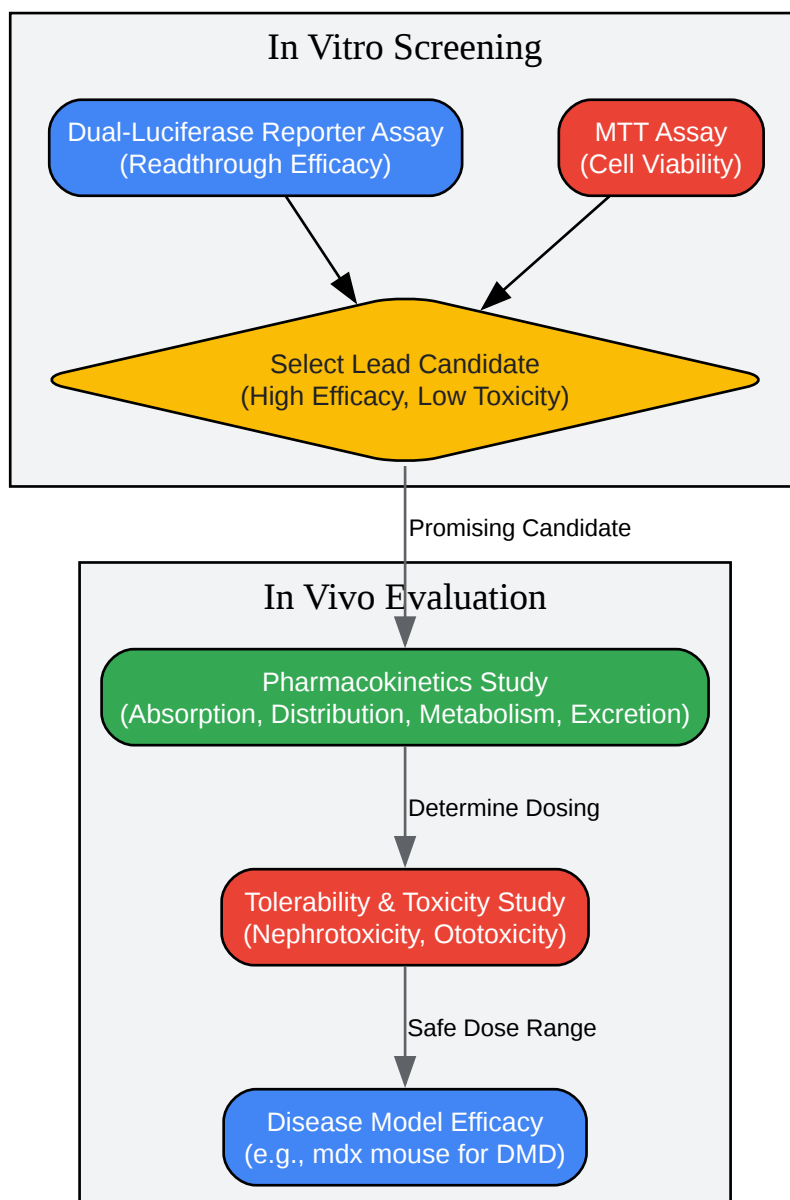 In Vitro Screening
Dual-Luciferase Reporter Assay
(Readthrough Efficacy)
MTT Assay
(Cell Viability)
Select Lead Candidate
(High Efficacy, Low Toxicity)
Promising Candidate
In Vivo Evaluation
Pharmacokinetics Study
(Absorption, Distribution, Metabolism, Excretion)
Determine Dosing
Tolerability & Toxicity Study
(Nephrotoxicity, Ototoxicity)
Safe Dose Range
Disease Model Efficacy
(e.g., mdx mouse for DMD)